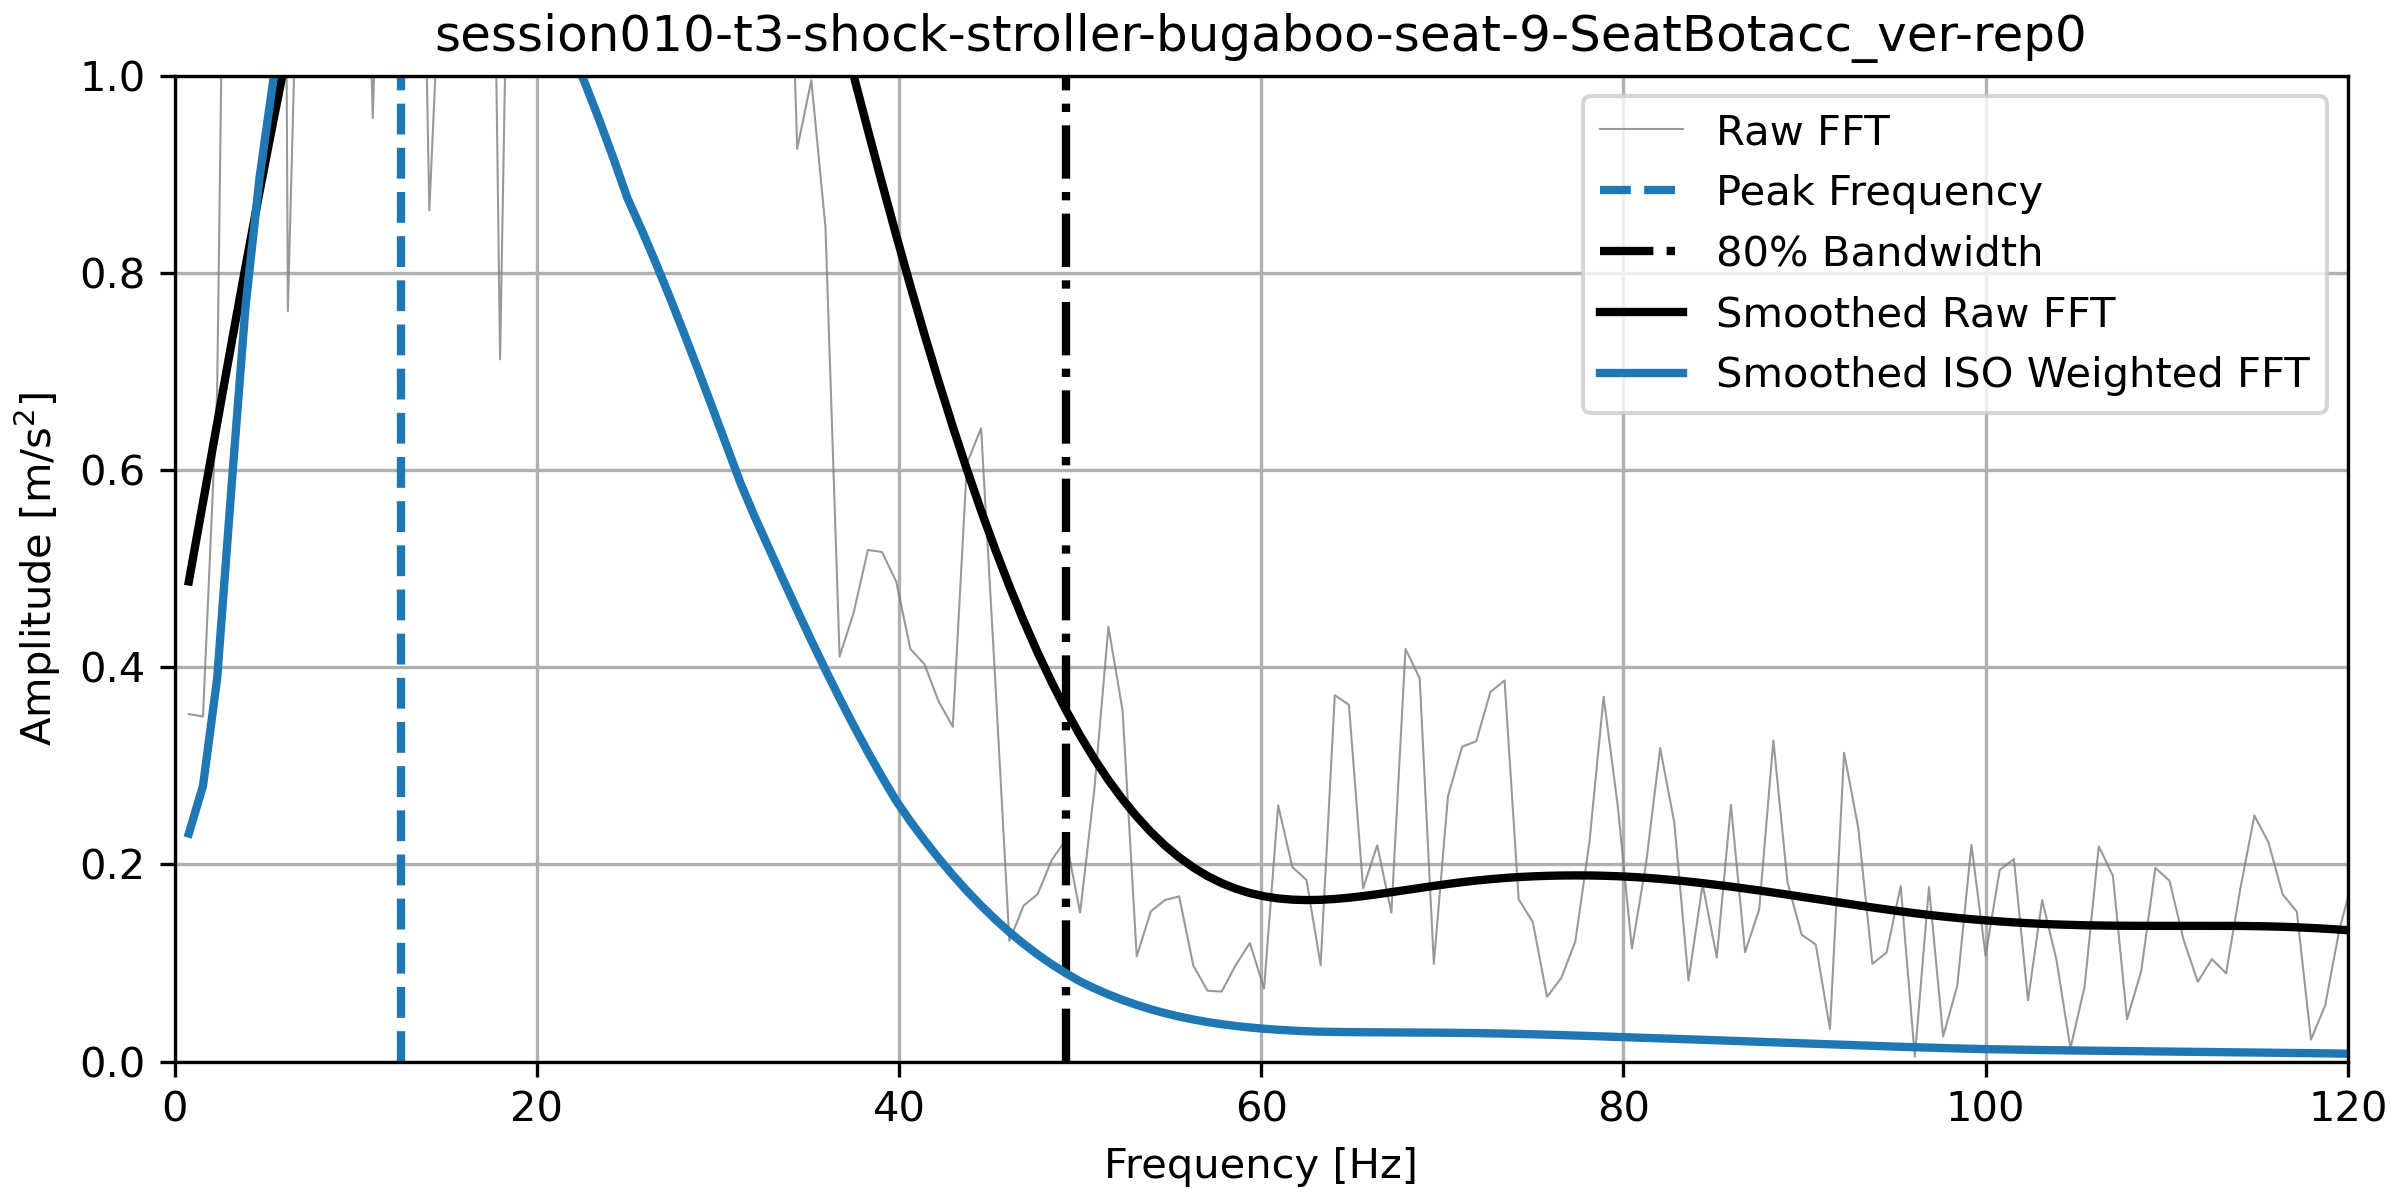 session010-t3-shock-stroller-bugaboo-seat-9-SeatBotacc_ver-rep0
1.0
0.8
0.6
0.4
0.2
0.0
Amplitude [m/s²]
Raw FFT
Peak Frequency
80% Bandwidth
Smoothed Raw FFT
Smoothed ISO Weighted FFT
0 20 40 60 80 100 120
Frequency [Hz]